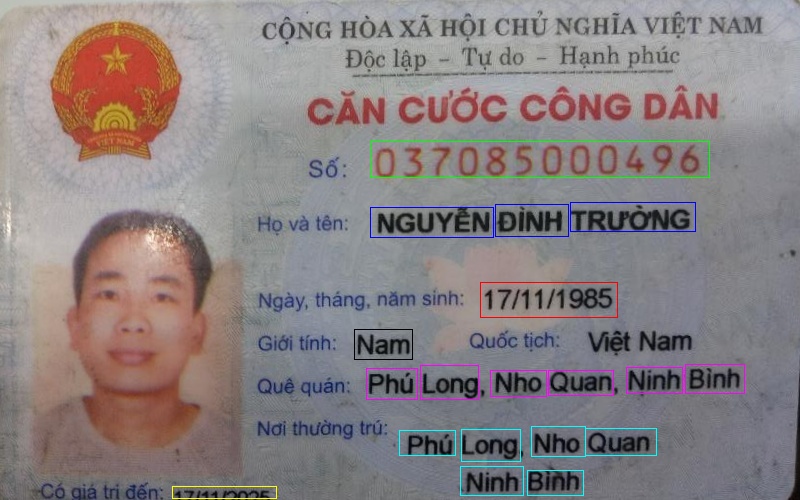 CỘNG HÒA XÃ HỘI CHỦ NGHĨA VIỆT NAM
Độc lập - Tự do - Hạnh phúc
CĂN CƯỚC CÔNG DÂN
Số: 037085000496
Họ và tên: NGUYỄN ĐÌNH TRƯỜNG
Ngày, tháng, năm sinh: 17/11/1985
Giới tính: Nam Quốc tịch: Việt Nam
Quê quán: Phú Long, Nho Quan, Ninh Bình
Nơi thường trú: Phú Long, Nho Quan
Ninh Bình
Có giá trị đến: 17/11/2025
VIỆT NAM